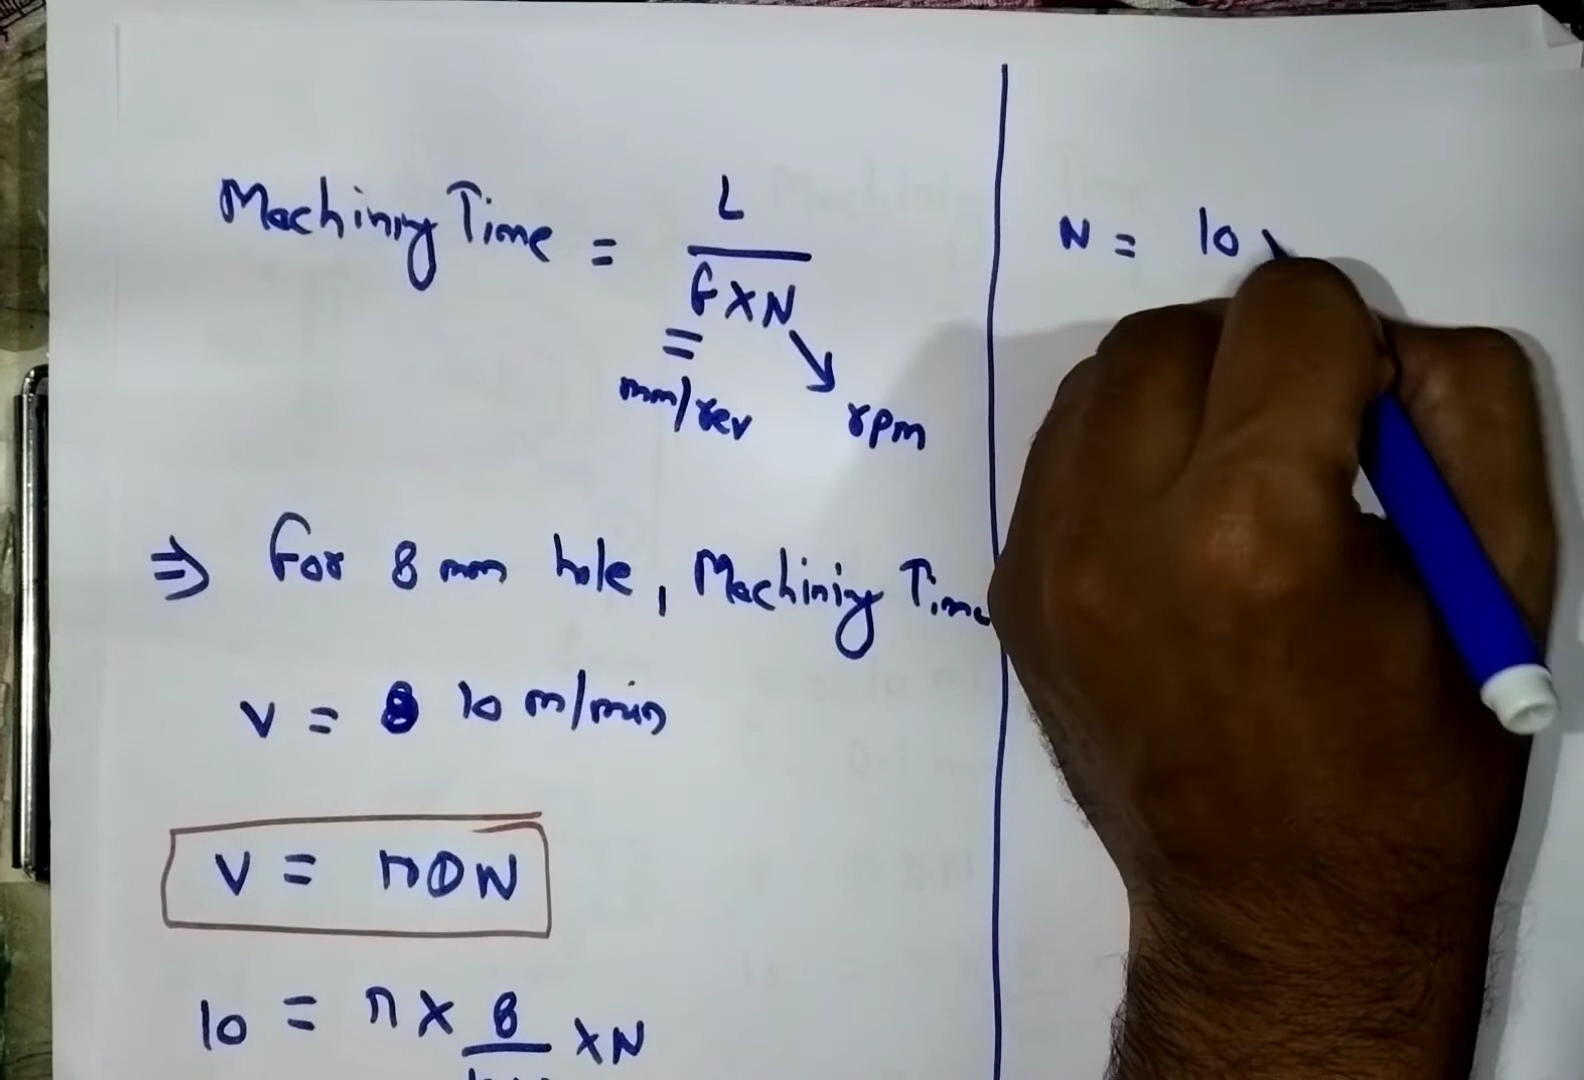 Machining Time = L / f×N
mm/rev
rpm
⇒ For 8 mm hole, Machining Time
V = 10 m/min
V = πDN
10 = π × 8 × N
N = 10 ×